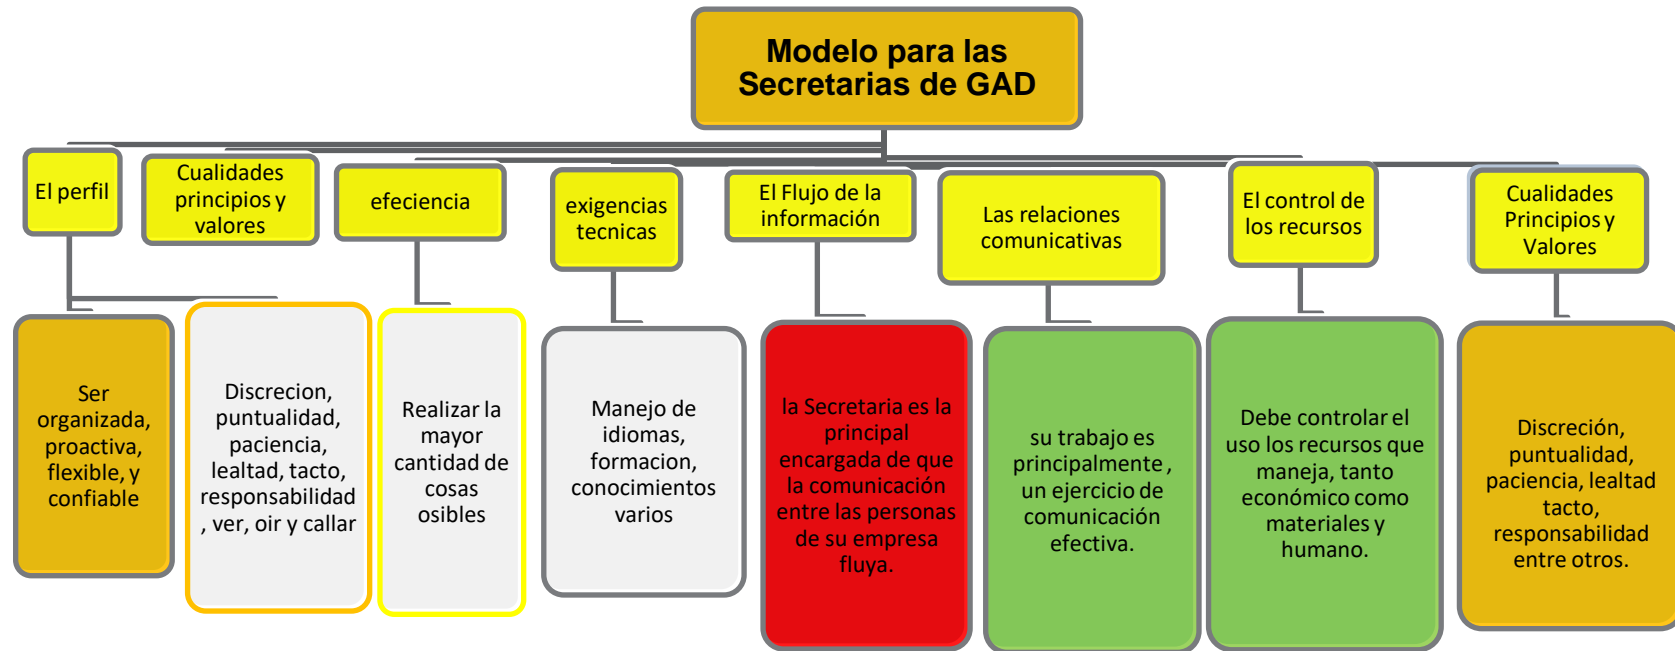 Modelo para las
Secretarias de GAD
El perfil
Cualidades
principios y
valores
efeciencia
exigencias
tecnicas
El Flujo de la
información
Las relaciones
comunicativas
El control de
los recursos
Cualidades
Principios y
Valores
Ser
organizada,
proactiva,
flexible, y
confiable
Discrecion,
puntualidad,
paciencia,
lealtad, tacto,
responsabilidad
, ver, oir y callar
Realizar la
mayor
cantidad de
cosas
osibles
Manejo de
idiomas,
formacion,
conocimientos
varios
la Secretaria es la
principal
encargada de que
la comunicación
entre las personas
de su empresa
fluya.
su trabajo es
principalmente ,
un ejercicio de
comunicación
efectiva.
Debe controlar el
uso los recursos que
maneja, tanto
económico como
materiales y
humano.
Discreción,
puntualidad,
paciencia, lealtad
tacto,
responsabilidad
entre otros.